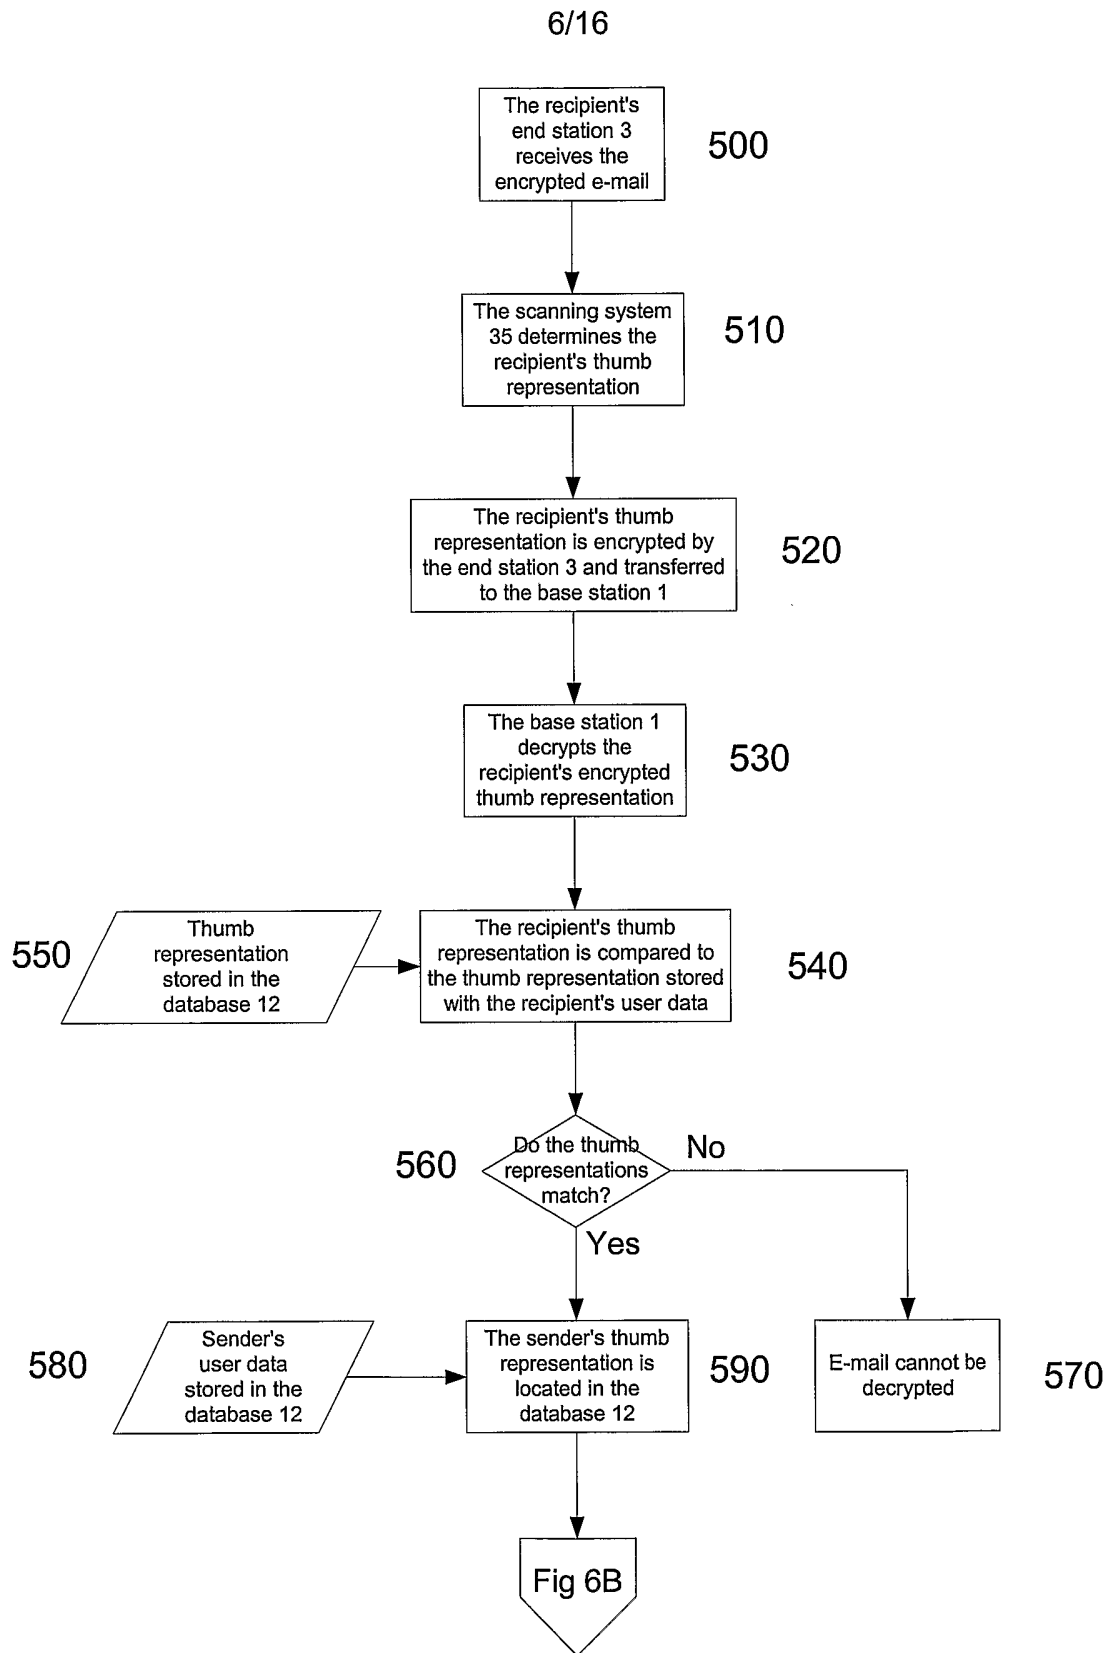 6/16
The recipient's
end station 3
receives the
encrypted e-mail
500
The scanning system
35 determines the
recipient's thumb
representation
510
The recipient's thumb
representation is encrypted by
the end station 3 and transferred
to the base station 1
520
The base station 1
decrypts the
recipient's encrypted
thumb representation
530
550
Thumb
representation
stored in the
database 12
The recipient's thumb
representation is compared to
the thumb representation stored
with the recipient's user data
540
560
Do the thumb
representations
match?
No
Yes
580
Sender's
user data
stored in the
database 12
The sender's thumb
representation is
located in the
database 12
590
E-mail cannot be
decrypted
570
Fig 6B